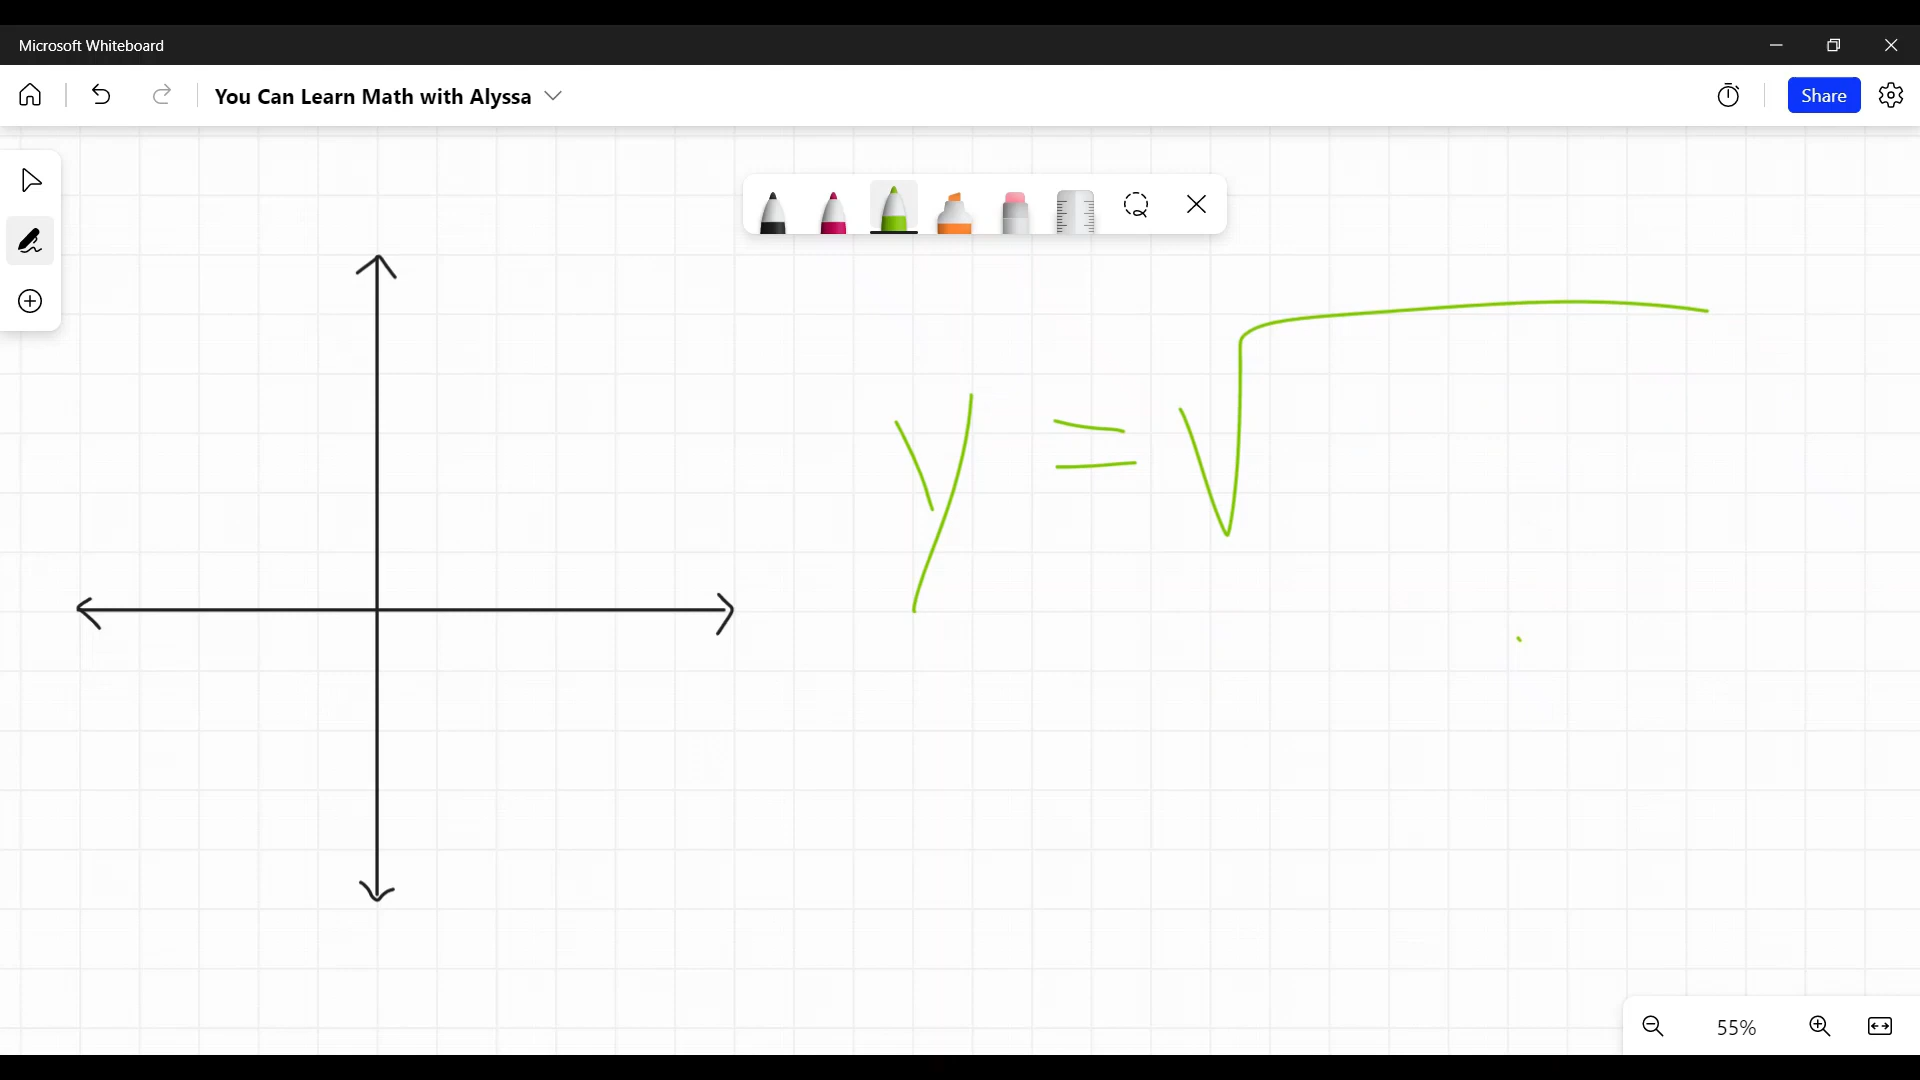 Microsoft Whiteboard
You Can Learn Math with Alyssa
Share
y = √
55%